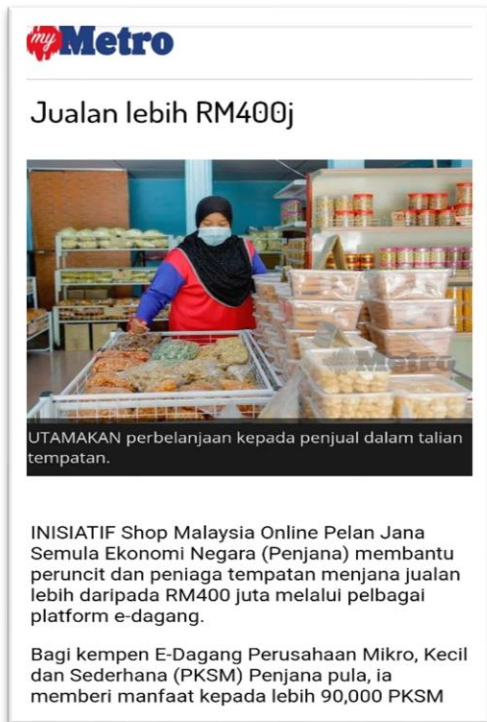 my Metro
Jualan lebih RM400j
UTAMAKAN perbelanjaan kepada penjual dalam talian
tempatan.
INISIATIF Shop Malaysia Online Pelan Jana
Semula Ekonomi Negara (Penjana) membantu
peruncit dan peniaga tempatan menjana jualan
lebih daripada RM400 juta melalui pelbagai
platform e-dagang.
Bagi kempen E-Dagang Perusahaan Mikro, Kecil
dan Sederhana (PKSM) Penjana pula, ia
memberi manfaat kepada lebih 90,000 PKSM